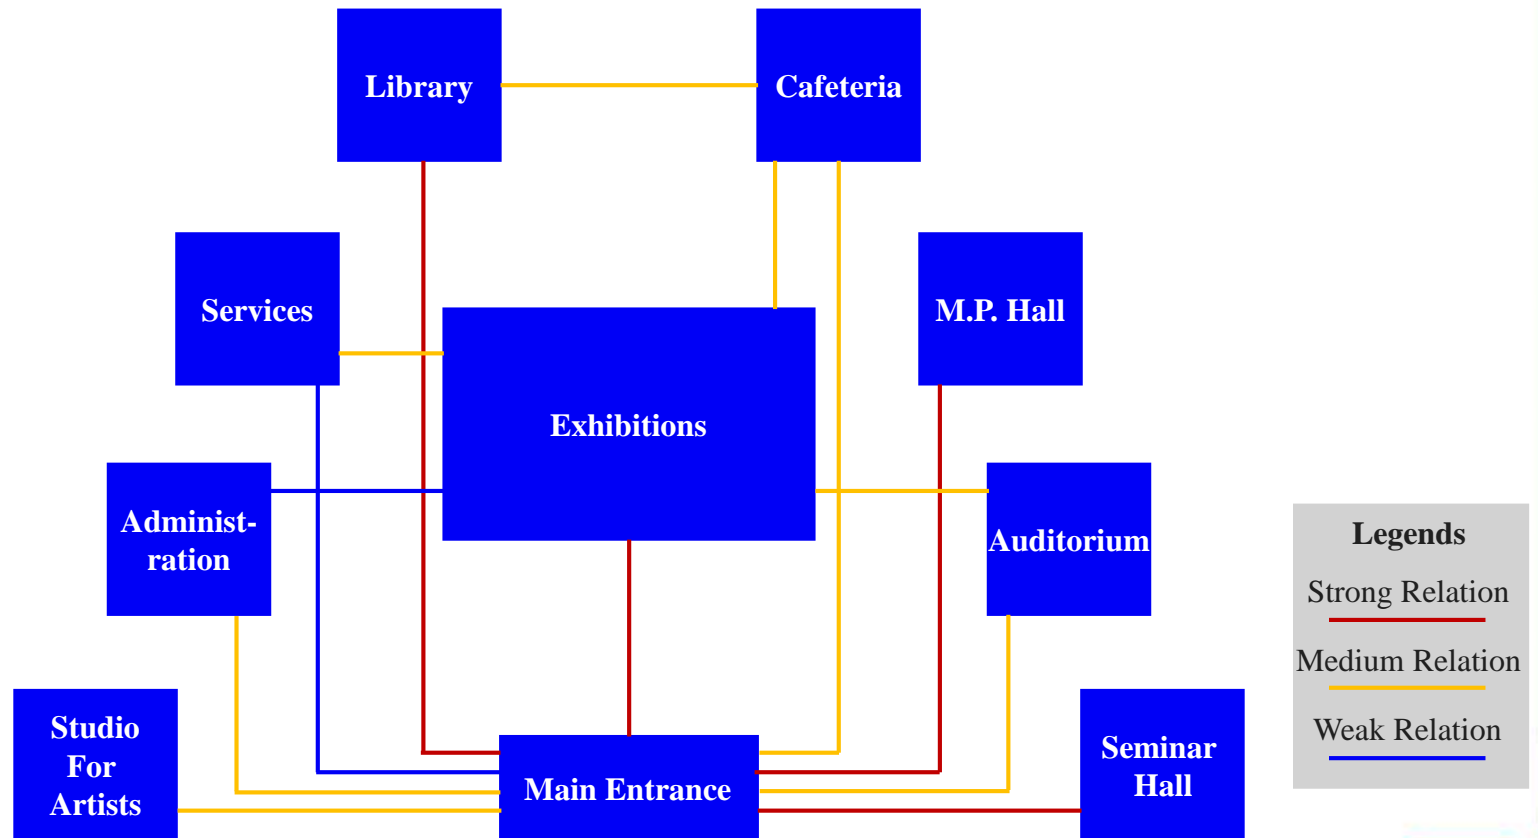 Library
Cafeteria
Services
M.P. Hall
Exhibitions
Administ-
ration
Auditorium
Legends
Strong Relation
Medium Relation
Weak Relation
Studio
For
Artists
Main Entrance
Seminar
Hall